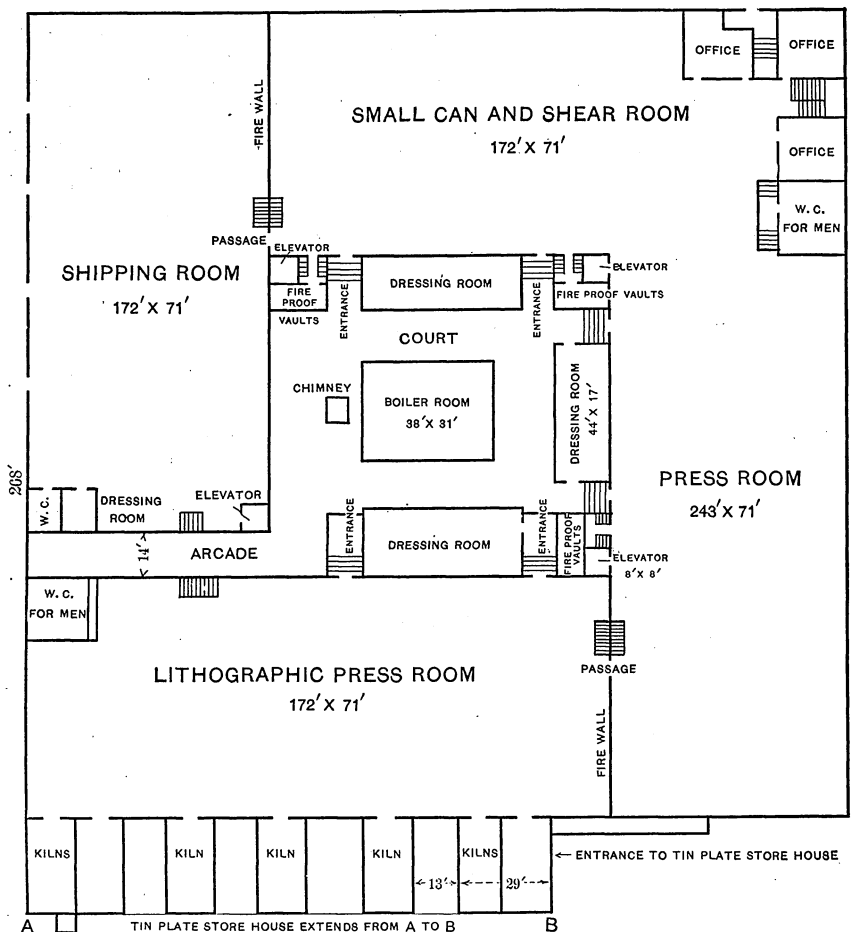 OFFICE
OFFICE
FIRE WALL
SMALL CAN AND SHEAR ROOM
172' X 71'
OFFICE
W.C.
FOR MEN
PASSAGE
ELEVATOR
ELEVATOR
SHIPPING ROOM
172' X 71'
FIRE
PROOF
VAULTS
ENTRANCE
DRESSING ROOM
ENTRANCE
FIRE PROOF VAULTS
COURT
CHIMNEY
BOILER ROOM
38' X 31'
DRESSING ROOM
44' X 17'
268'
PRESS ROOM
243' X 71'
W.C.
DRESSING
ROOM
ELEVATOR
14'
ARCADE
ENTRANCE
DRESSING ROOM
ENTRANCE
FIRE PROOF
VAULTS
ELEVATOR
8' X 8'
W.C.
FOR MEN
LITHOGRAPHIC PRESS ROOM
172' X 71'
PASSAGE
FIRE WALL
KILNS
KILN
KILN
KILN
KILNS
ENTRANCE TO TIN PLATE STORE HOUSE
13'
29'
A
TIN PLATE STORE HOUSE EXTENDS FROM A TO B
B